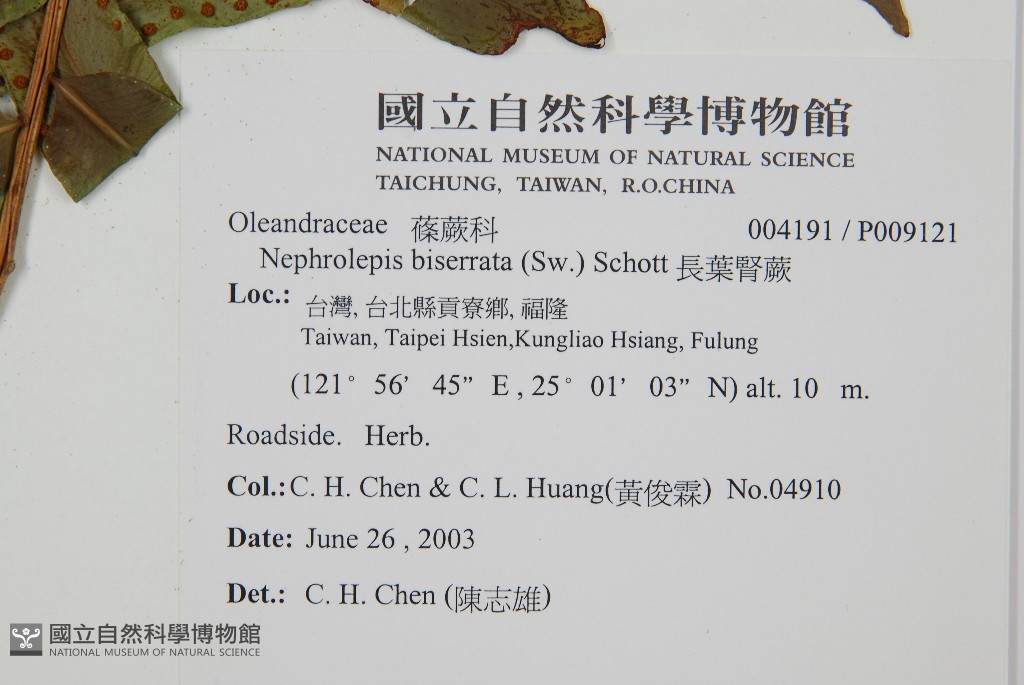 國立自然科學博物館
NATIONAL MUSEUM OF NATURAL SCIENCE
TAICHUNG, TAIWAN, R.O.CHINA
Oleandraceae 蓧蕨科 004191 / P009121
Nephrolepis biserrata (Sw.) Schott 長葉腎蕨
Loc.: 台灣, 台北縣貢寮鄉, 福隆
Taiwan, Taipei Hsien,Kungliao Hsiang, Fulung
(121° 56’ 45” E , 25° 01’ 03” N) alt. 10 m.
Roadside. Herb.
Col.: C. H. Chen & C. L. Huang(黃俊霖) No.04910
Date: June 26 , 2003
Det.: C. H. Chen (陳志雄)
國立自然科學博物館
NATIONAL MUSEUM OF NATURAL SCIENCE